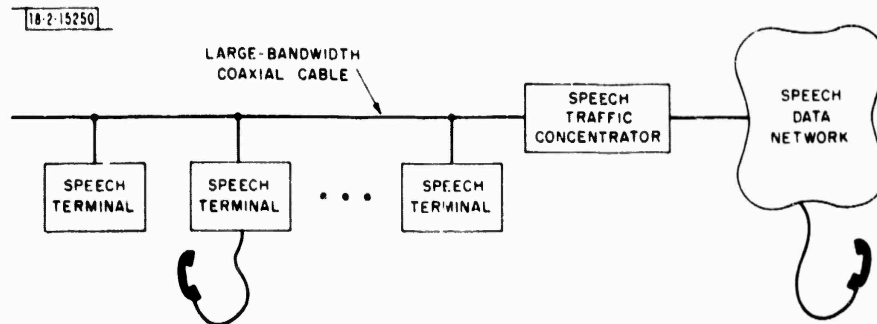 18-2-15250
LARGE-BANDWIDTH
COAXIAL CABLE
SPEECH
TRAFFIC
CONCENTRATOR
SPEECH
DATA
NETWORK
SPEECH
TERMINAL
SPEECH
TERMINAL
SPEECH
TERMINAL